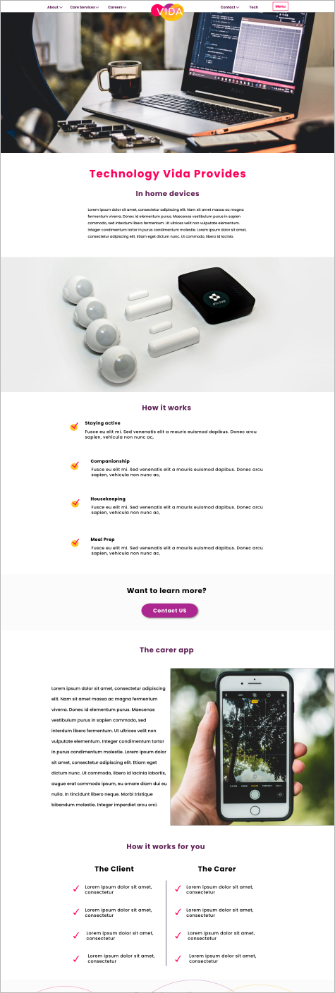 About
Care Services
Careers
VIDA
Contact
Tech
Menu
Technology Vida Provides
In home devices
Lorem ipsum dolor sit amet, consectetur adipiscing elit. Nam sit amet massa ac magna
fermentum viverra. Donec id elementum purus. Maecenas vestibulum purus in sapien
commodo, sed interdum libero fermentum. Ut ultrices velit non vulputate elementum.
Integer condimentum tortor in purus condimentum molestie. Lorem ipsum dolor sit amet,
consectetur adipiscing elit. Etiam eget dictum nunc. Ut commodo, libero id lacinia
How it works
Staying active
Fusce eu elit mi. Sed venenatis elit a mauris euismod dapibus. Donec arcu
sapien, vehicula non nunc ac,
Companionship
Fusce eu elit mi. Sed venenatis elit a mauris euismod dapibus. Donec arcu
sapien, vehicula non nunc ac,
Housekeeping
Fusce eu elit mi. Sed venenatis elit a mauris euismod dapibus. Donec arcu
sapien, vehicula non nunc ac,
Meal Prep
Fusce eu elit mi. Sed venenatis elit a mauris euismod dapibus. Donec arcu
sapien, vehicula non nunc ac,
Want to learn more?
Contact US
The carer app
Lorem ipsum dolor sit amet, consectetur adipiscing
elit. Nam sit amet massa ac magna fermentum
viverra. Donec id elementum purus. Maecenas
vestibulum purus in sapien commodo, sed
interdum libero fermentum. Ut ultrices velit non
vulputate elementum. Integer condimentum tortor
in purus condimentum molestie. Lorem ipsum dolor
sit amet, consectetur adipiscing elit. Etiam eget
dictum nunc. Ut commodo, libero id lacinia lobortis,
augue erat commodo ipsum, eu ornare diam dui eu
nulla. In tincidunt libero neque. Morbi tristique
bibendum molestie. Integer imperdiet arcu orci.
How it works for you
The Client
The Carer
Lorem ipsum dolor sit amet,
consectetur
Lorem ipsum dolor sit amet,
consectetur
Lorem ipsum dolor sit amet,
consectetur
Lorem ipsum dolor sit amet,
consectetur
Lorem ipsum dolor sit amet,
consectetur
Lorem ipsum dolor sit amet,
consectetur
Lorem ipsum dolor sit amet,
consectetur
Lorem ipsum dolor sit amet,
consectetur